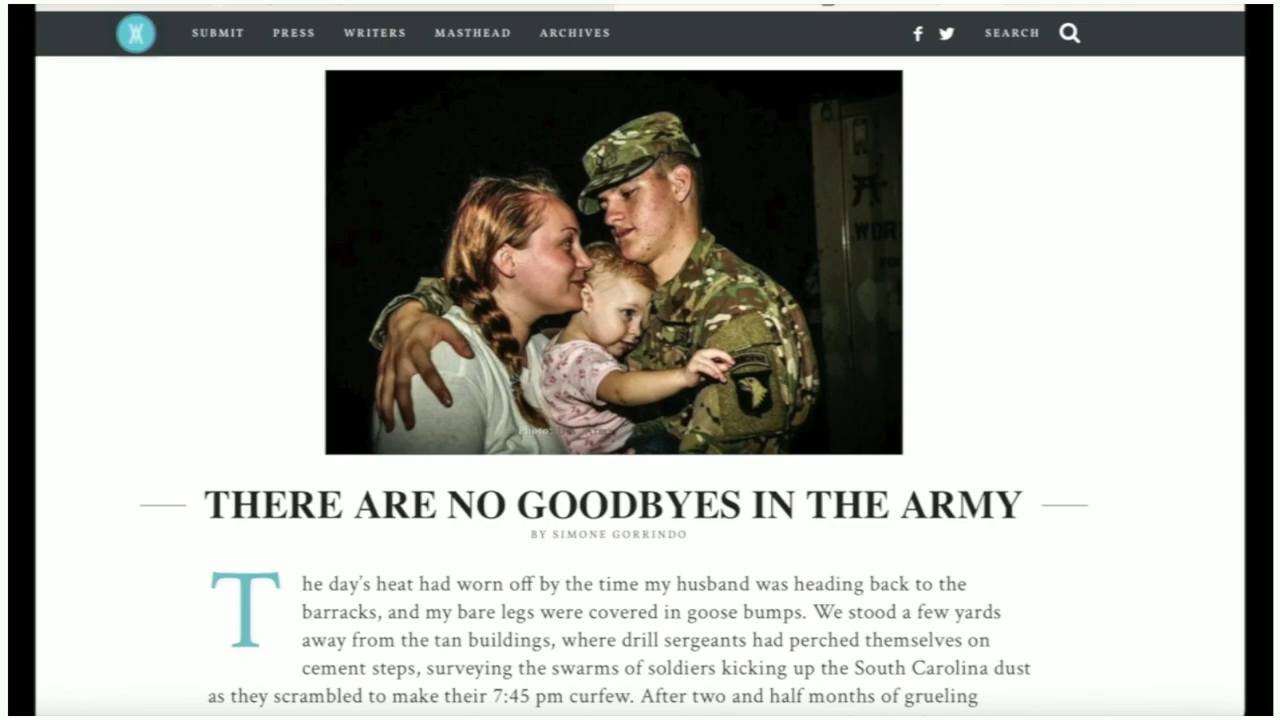 SUBMIT PRESS WRITERS MASTHEAD ARCHIVES SEARCH
Photo:
THERE ARE NO GOODBYES IN THE ARMY
BY SIMONE GORRINDO
The day's heat had worn off by the time my husband was heading back to the
barracks, and my bare legs were covered in goose bumps. We stood a few yards
away from the tan buildings, where drill sergeants had perched themselves on
cement steps, surveying the swarms of soldiers kicking up the South Carolina dust
as they scrambled to make their 7:45 pm curfew. After two and half months of grueling